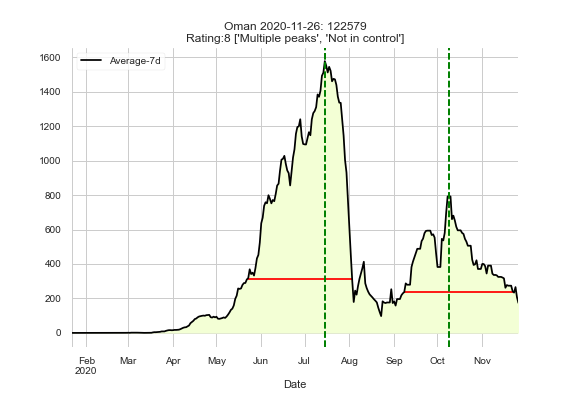 Oman 2020-11-26: 122579
Rating:8 ['Multiple peaks', 'Not in control']
Average-7d
1600
1400
1200
1000
800
600
400
200
0
Feb Mar Apr May Jun Jul Aug Sep Oct Nov
2020
Date